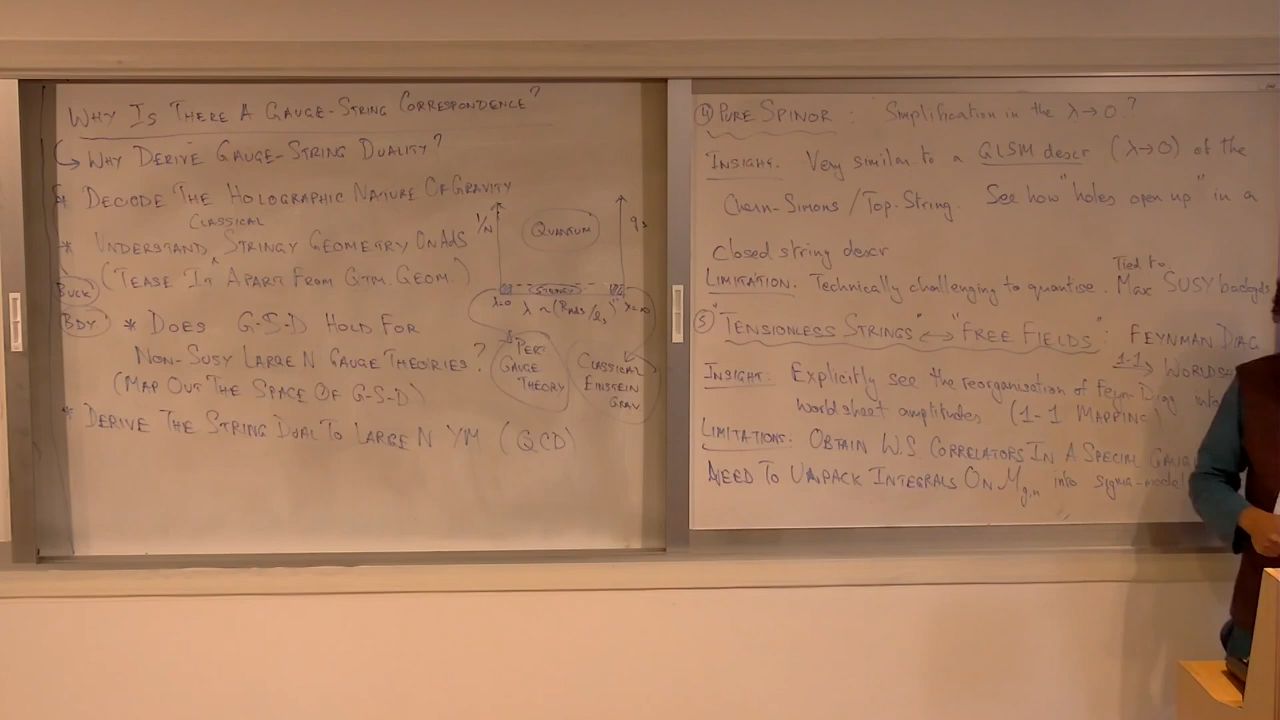 WHY IS THERE A GAUGE-STRING CORRESPONDENCE?
↳ WHY DERIVE GAUGE-STRING DUALITY?
* DECODE THE HOLOGRAPHIC NATURE OF GRAVITY
CLASSICAL
* UNDERSTAND STRINGY GEOMETRY ON AdS
(TEASE IT APART FROM QTM. GEOM.)
BULK
BDY
* DOES G-S-D HOLD FOR
NON-SUSY LARGE N GAUGE THEORIES?
(MAP OUT THE SPACE OF G-S-D)
* DERIVE THE STRING DUAL TO LARGE N YM (QCD)
1/N
QUANTUM
g_s
STRINGY
λ=0
λ ~ (R_AdS/l_s)
λ=∞
PER.
GAUGE
THEORY
CLASSICAL
EINSTEIN
GRAV
④ PURE SPINOR : Simplification in the λ→0 ?
INSIGHT: Very similar to a GLSM descr (λ→0) of the
Chern-Simons / Top. String. See how "holes open up" in a
closed string descr
LIMITATION: Technically challenging to quantise. Tied to
Max SUSY backgds
⑤ "TENSIONLESS STRINGS" ↔ "FREE FIELDS" : FEYNMAN DIAG
1-1
INSIGHT: Explicitly see the reorganisation of Feyn-Diag into
worldsheet amplitudes (1-1 MAPPING)
LIMITATIONS: OBTAIN W.S CORRELATORS IN A SPECIAL GAUGE
NEED TO UNPACK INTEGRALS ON M_{g,n} into sigma-model